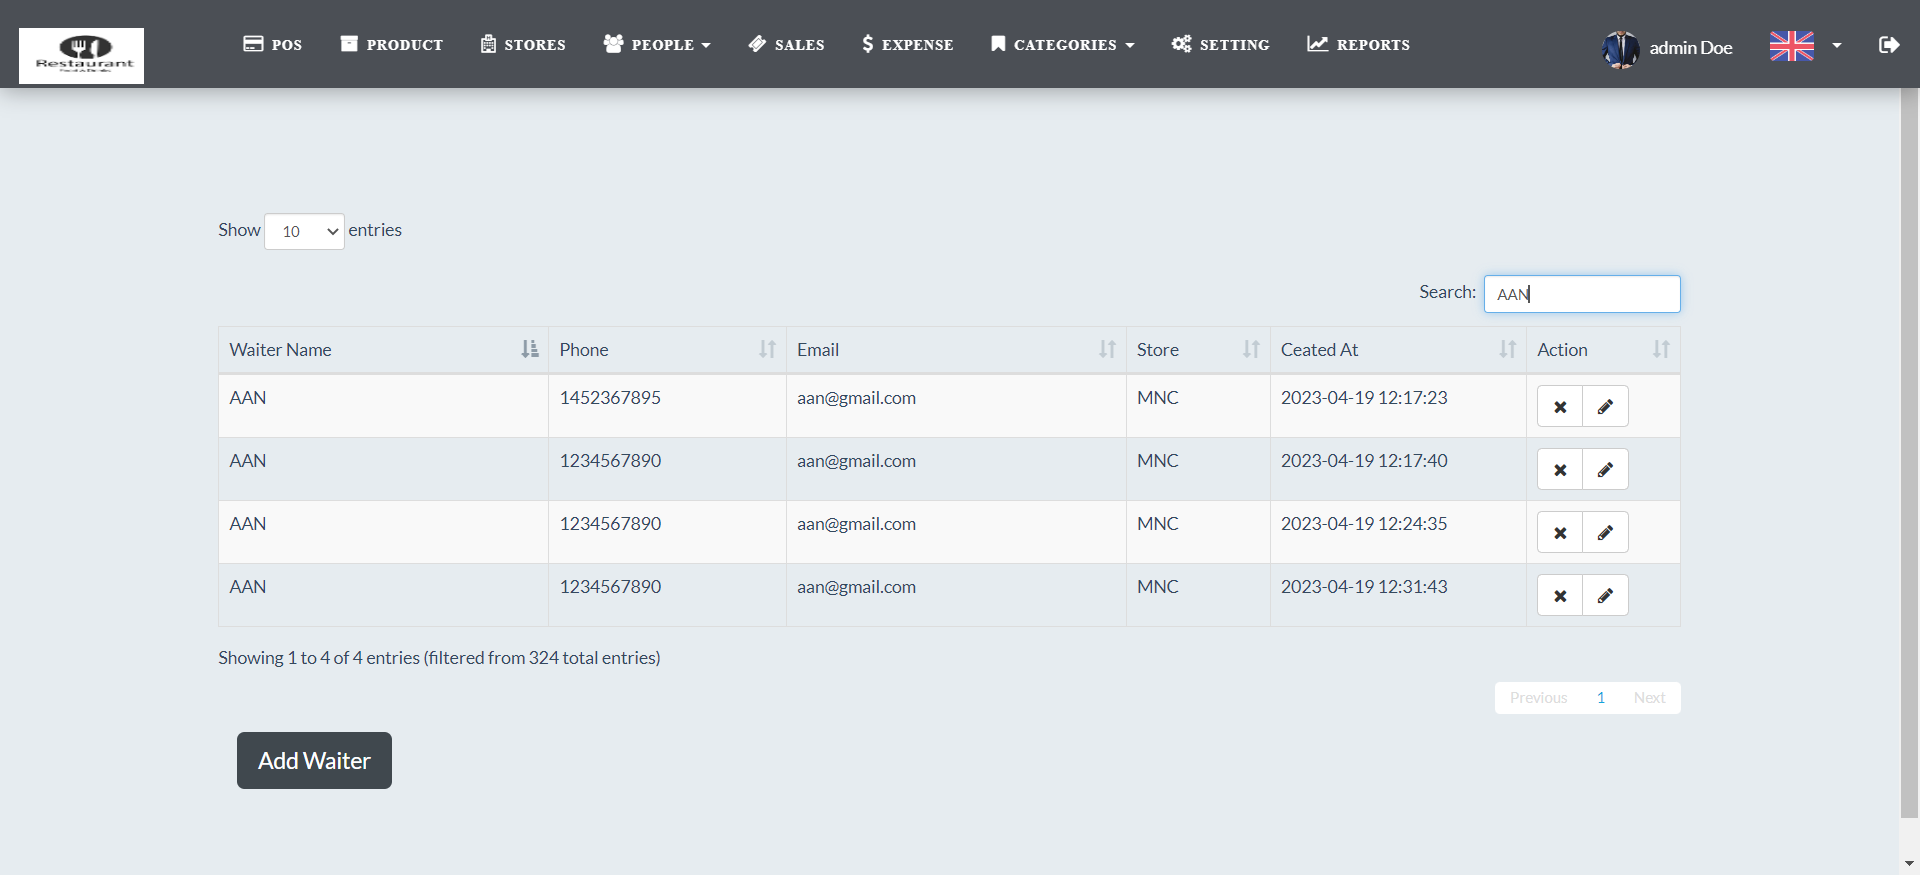 Restaurant
POS PRODUCT STORES PEOPLE SALES EXPENSE CATEGORIES SETTING REPORTS admin Doe
Show 10 entries
Search: AAN
Waiter Name Phone Email Store Ceated At Action
AAN 1452367895 aan@gmail.com MNC 2023-04-19 12:17:23
AAN 1234567890 aan@gmail.com MNC 2023-04-19 12:17:40
AAN 1234567890 aan@gmail.com MNC 2023-04-19 12:24:35
AAN 1234567890 aan@gmail.com MNC 2023-04-19 12:31:43
Showing 1 to 4 of 4 entries (filtered from 324 total entries)
Previous 1 Next
Add Waiter